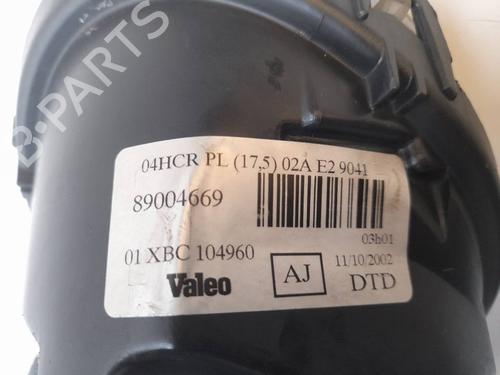 04HCR PL (17,5) 02A E2 9041
89004669
03h01
01 XBC 104960
11/10/2002
Valeo
AJ
DTD
B-Parts